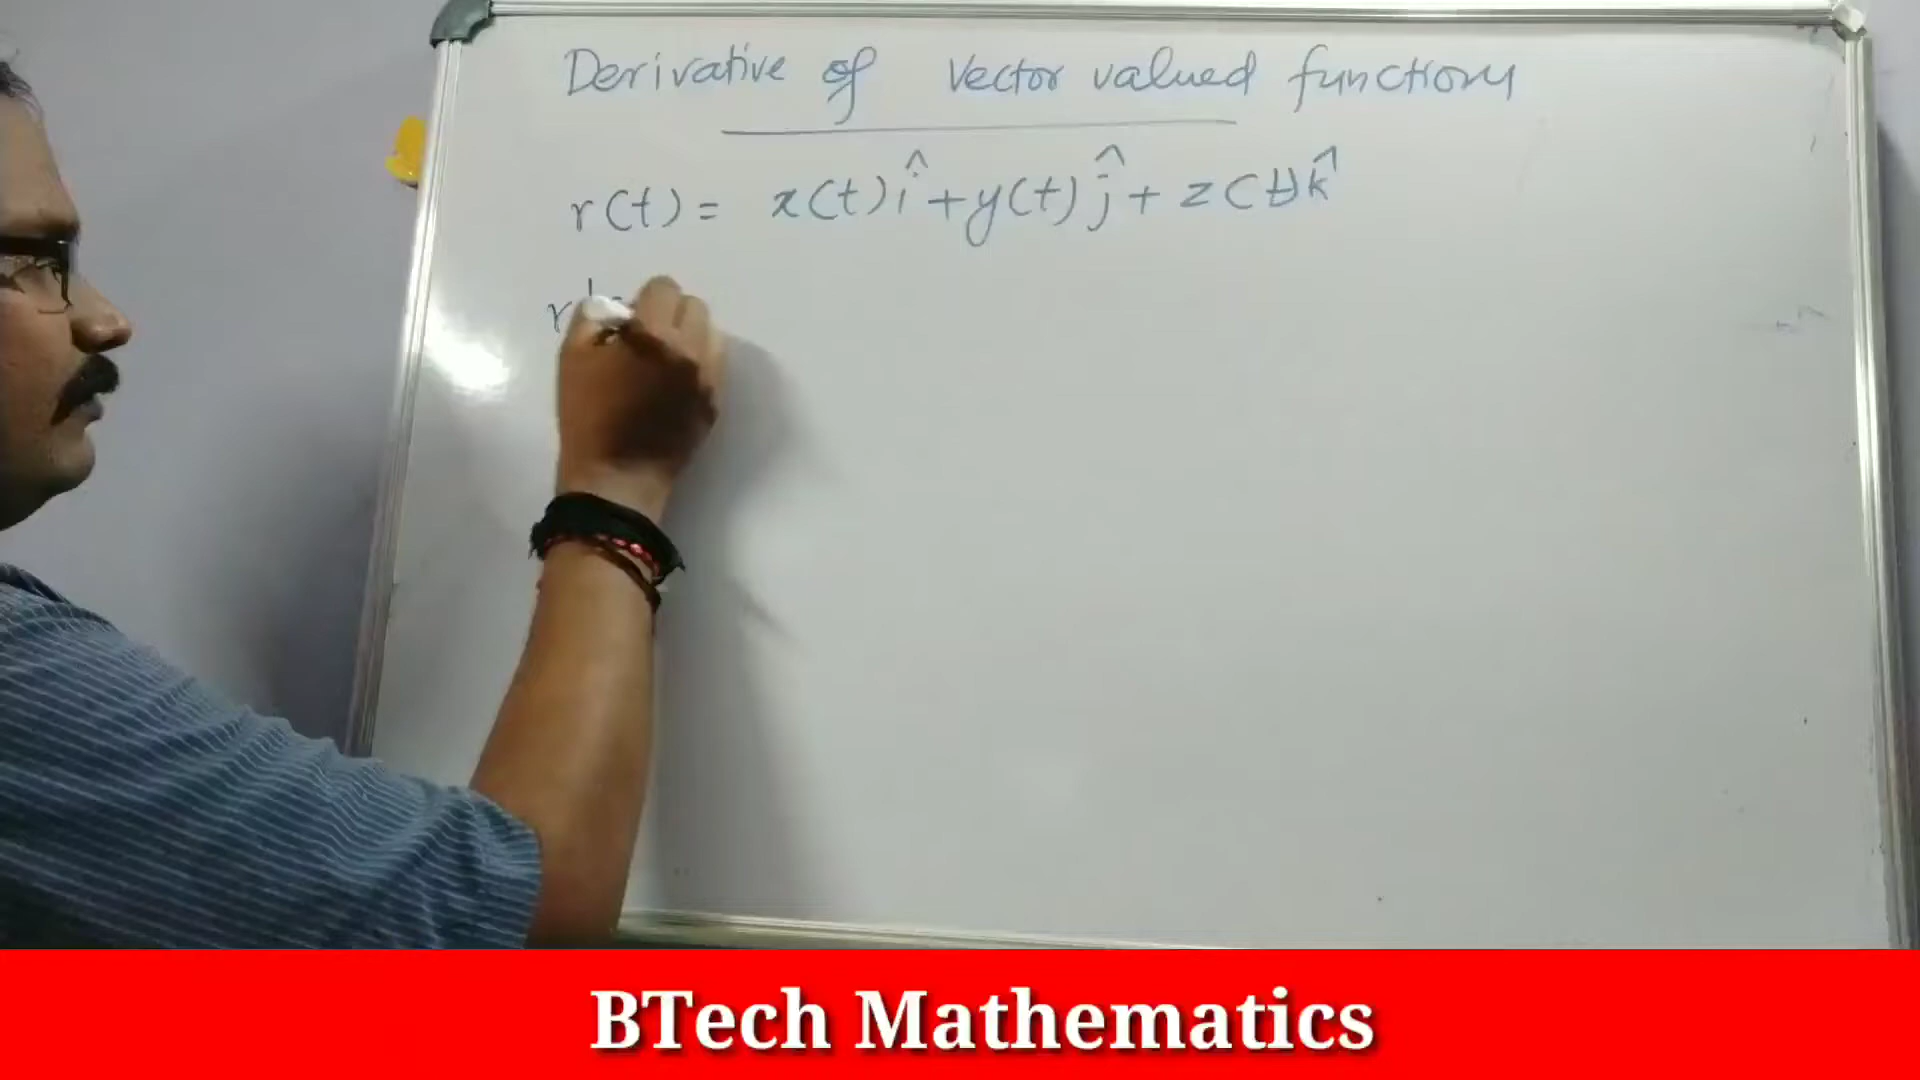 Derivative of Vector valued functions
r(t) = x(t)î + y(t)ĵ + z(t)k̂
r'
BTech Mathematics